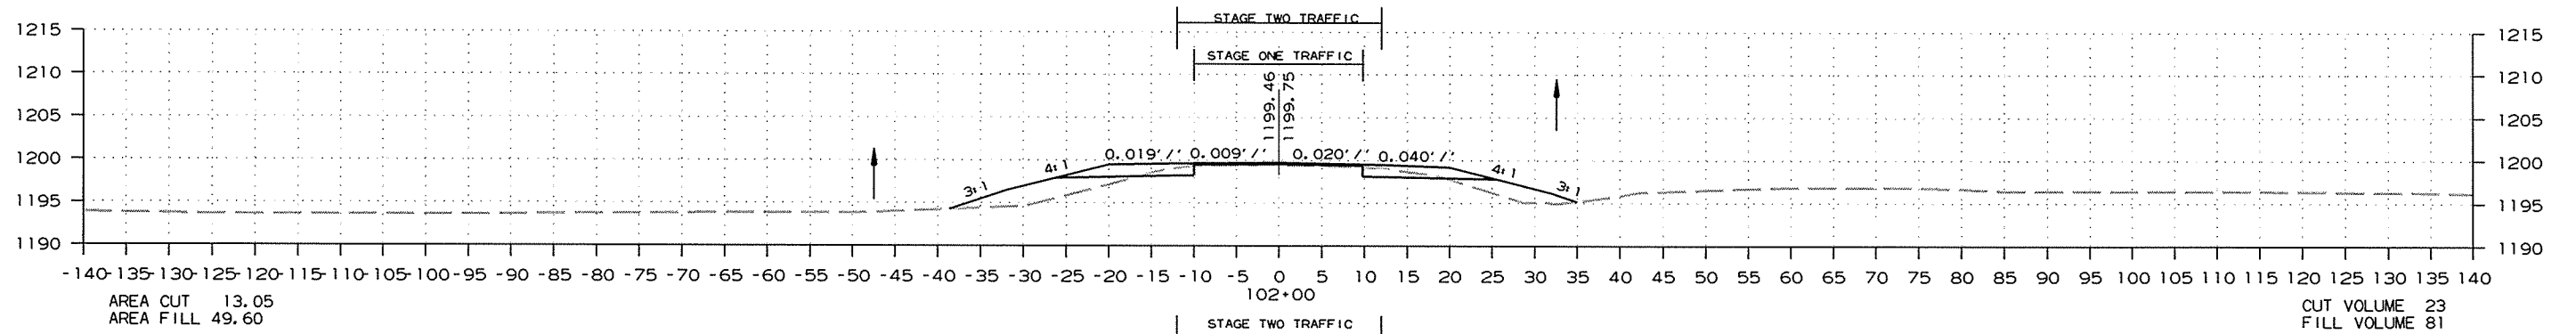 STAGE TWO TRAFFIC
1215 1215
STAGE ONE TRAFFIC
1210 1210
1199.46
1199.75
1205 1205
1200 0.019'/' 0.009'/' 0.020'/' 0.040'/' 1200
3:1 4:1 4:1 3:1
1195 1195
1190 1190
-140 -135 -130 -125 -120 -115 -110 -105 -100 -95 -90 -85 -80 -75 -70 -65 -60 -55 -50 -45 -40 -35 -30 -25 -20 -15 -10 -5 0 5 10 15 20 25 30 35 40 45 50 55 60 65 70 75 80 85 90 95 100 105 110 115 120 125 130 135 140
102+00
AREA CUT 13.05
AREA FILL 49.60
CUT VOLUME 23
FILL VOLUME 81
STAGE TWO TRAFFIC